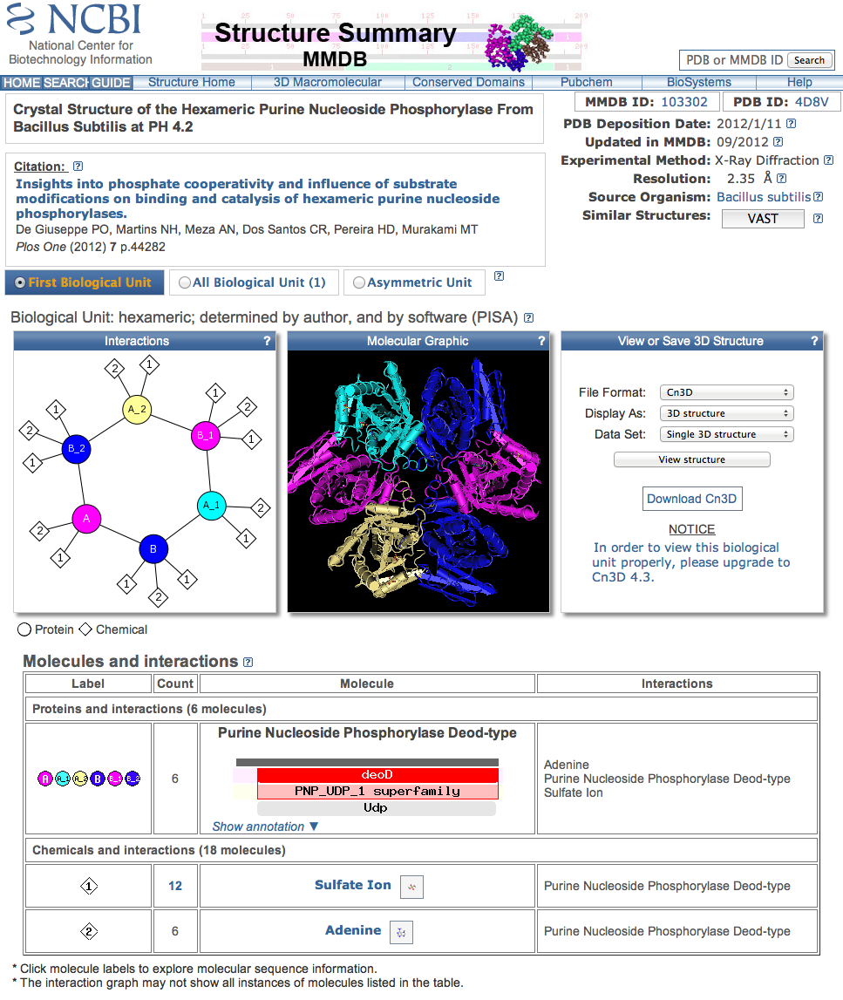 NCBI
National Center for
Biotechnology Information
Structure Summary
MMDB
1 25 50 75 100 125 150 175 209
PDB or MMDB ID Search
HOME SEARCH GUIDE Structure Home 3D Macromolecular Conserved Domains Pubchem BioSystems Help
Crystal Structure of the Hexameric Purine Nucleoside Phosphorylase From
Bacillus Subtilis at PH 4.2
MMDB ID: 103302 PDB ID: 4D8V
PDB Deposition Date: 2012/1/11 ?
Updated in MMDB: 09/2012 ?
Experimental Method: X-Ray Diffraction ?
Resolution: 2.35 Å ?
Source Organism: Bacillus subtilis ?
Similar Structures: VAST ?
Citation: ?
Insights into phosphate cooperativity and influence of substrate
modifications on binding and catalysis of hexameric purine nucleoside
phosphorylases.
De Giuseppe PO, Martins NH, Meza AN, Dos Santos CR, Pereira HD, Murakami MT
Plos One (2012) 7 p.44282
First Biological Unit All Biological Unit (1) Asymmetric Unit ?
Biological Unit: hexameric; determined by author, and by software (PISA) ?
Interactions ?
2 1
A_2
1 2 1
B_2
1 2 1
B_1
A_1
2
1
A
2
1
B
1 2 1
Molecular Graphic ?
View or Save 3D Structure ?
File Format: Cn3D
Display As: 3D structure
Data Set: Single 3D structure
View structure
Download Cn3D
NOTICE
In order to view this biological
unit properly, please upgrade to
Cn3D 4.3.
Protein Chemical
Molecules and interactions ?
Label Count Molecule Interactions
Proteins and interactions (6 molecules)
A A_1 A_2 B B_1 B_2
6
Purine Nucleoside Phosphorylase Deod-type
deoD
PNP_UDP_1 superfamily
Udp
Show annotation ▼
Adenine
Purine Nucleoside Phosphorylase Deod-type
Sulfate Ion
Chemicals and interactions (18 molecules)
1 12 Sulfate Ion Purine Nucleoside Phosphorylase Deod-type
2 6 Adenine Purine Nucleoside Phosphorylase Deod-type
* Click molecule labels to explore molecular sequence information.
* The interaction graph may not show all instances of molecules listed in the table.